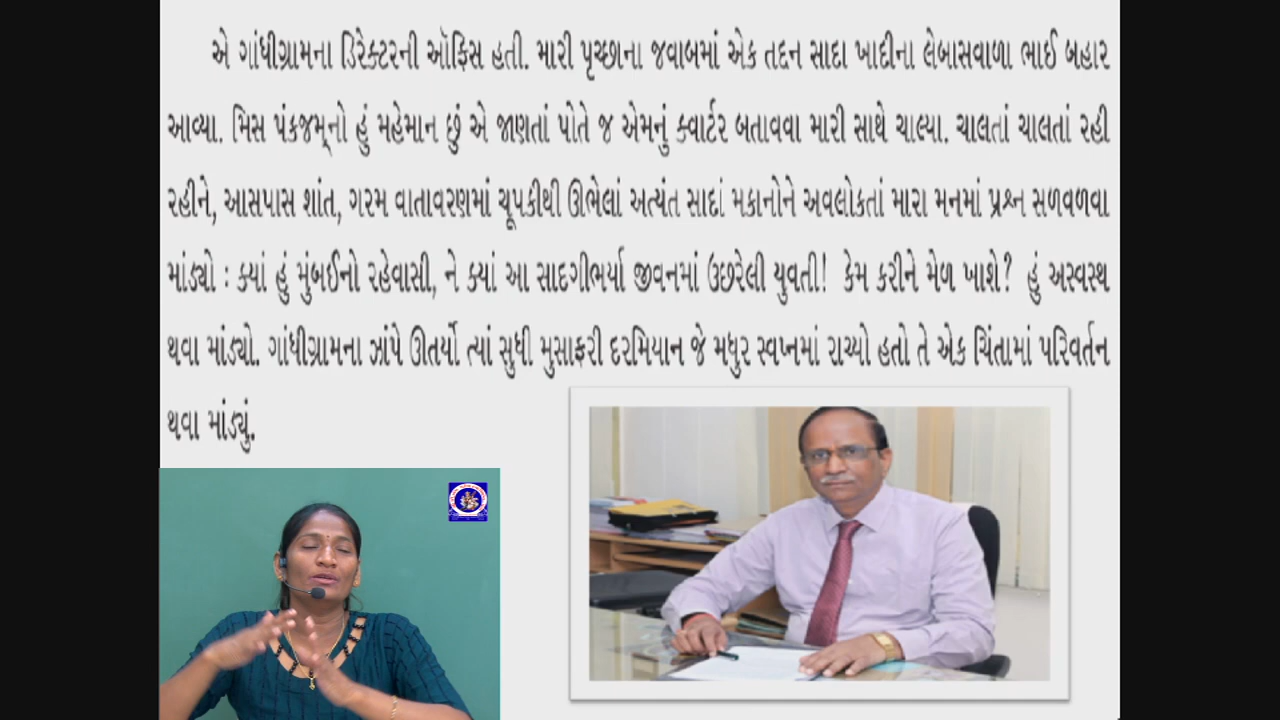 એ ગાંધીગ્રામના ડિરેક્ટરની ઑફિસ હતી. મારી પૃચ્છાના જવાબમાં એક તદ્દન સાદા ખાદીના લેબાસવાળા ભાઈ બહાર
આવ્યા. મિસ પંકજમ્‌નો હું મહેમાન છું એ જાણતાં પોતે જ એમનું ક્વાર્ટર બતાવવા મારી સાથે ચાલ્યા. ચાલતાં ચાલતાં રહી
રહીને, આસપાસ શાંત, ગરમ વાતાવરણમાં ચૂપકીથી ઊભેલાં અત્યંત સાદાં મકાનોને અવલોકતાં મારા મનમાં પ્રશ્ન સળવળવા
માંડ્યો : ક્યાં હું મુંબઈનો રહેવાસી, ને ક્યાં આ સાદગીભર્યા જીવનમાં ઉછરેલી યુવતી! કેમ કરીને મેળ ખાશે? હું અસ્વસ્થ
થવા માંડ્યો. ગાંધીગ્રામના ઝાંપે ઊતર્યો ત્યાં સુધી મુસાફરી દરમિયાન જે મધુર સ્વપ્નમાં રાચ્યો હતો તે એક ચિંતામાં પરિવર્તન
થવા માંડ્યું.